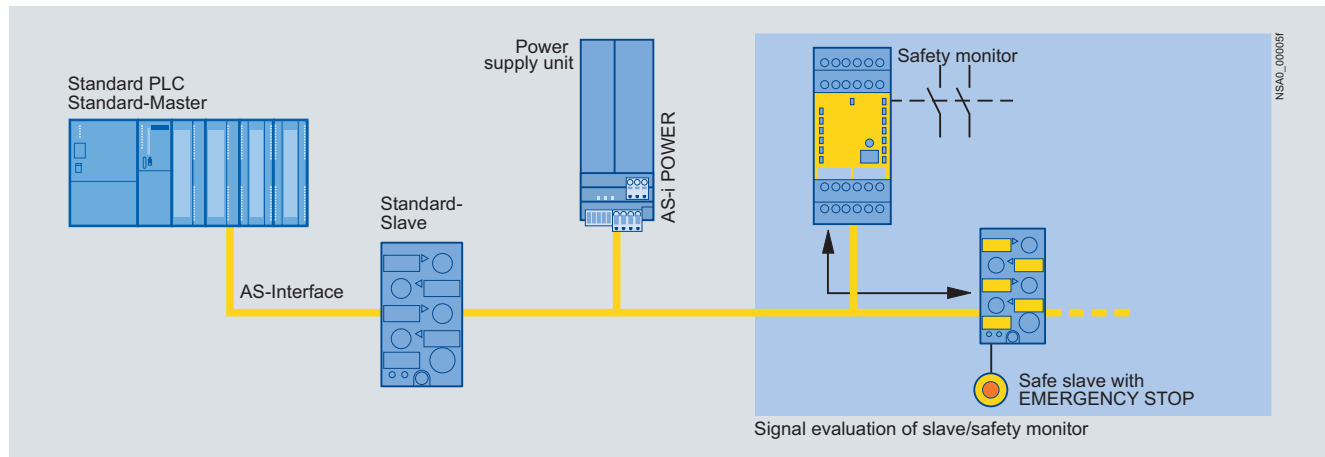 Standard PLC
Standard-Master
Power
supply unit
AS-i POWER
Safety monitor
NSA0_00005f
Standard-
Slave
AS-Interface
Safe slave with
EMERGENCY STOP
Signal evaluation of slave/safety monitor